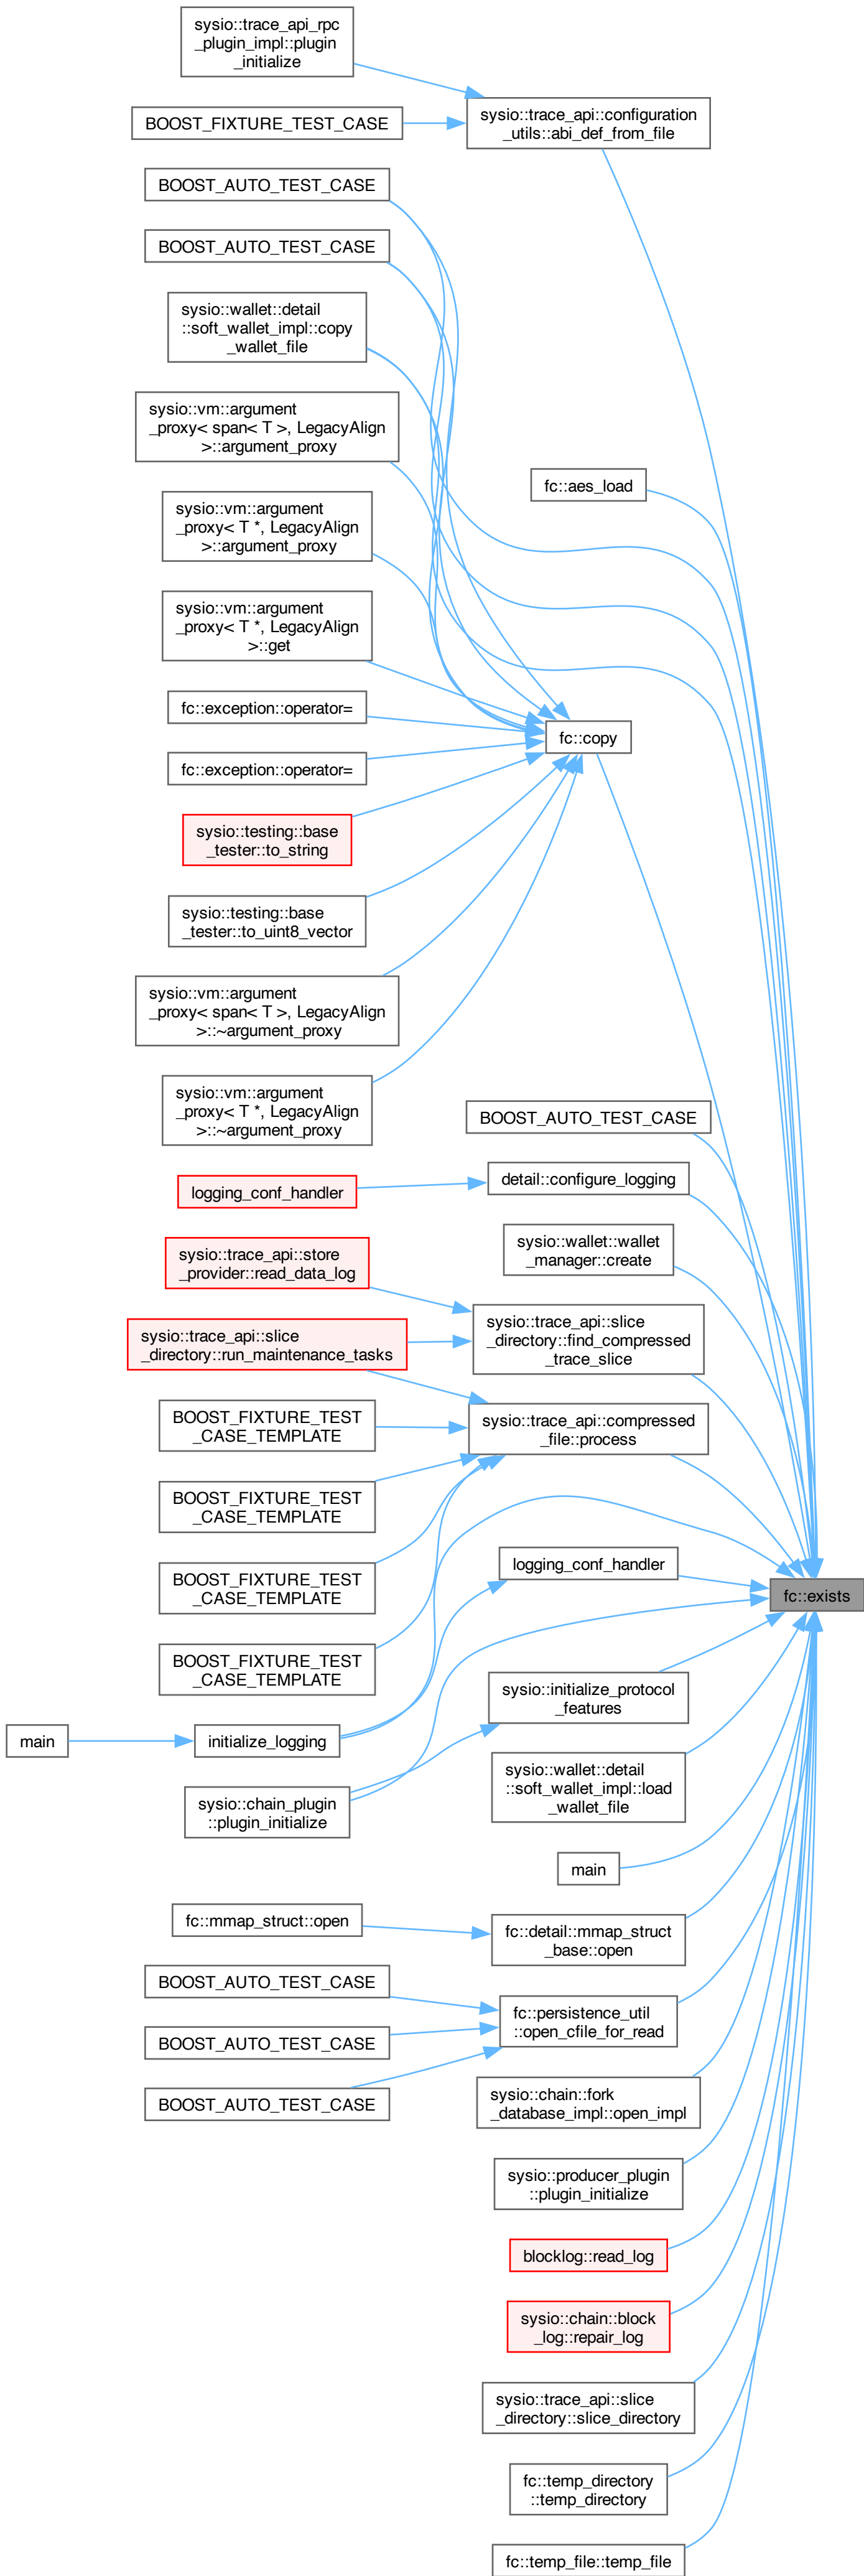 sysio::trace_api_rpc
_plugin_impl::plugin
_initialize
sysio::trace_api::configuration
_utils::abi_def_from_file
BOOST_FIXTURE_TEST_CASE
BOOST_AUTO_TEST_CASE
BOOST_AUTO_TEST_CASE
sysio::wallet::detail
::soft_wallet_impl::copy
_wallet_file
sysio::vm::argument
_proxy< span< T >, LegacyAlign
>::argument_proxy
fc::aes_load
sysio::vm::argument
_proxy< T *, LegacyAlign
>::argument_proxy
sysio::vm::argument
_proxy< T *, LegacyAlign
>::get
fc::exception::operator=
fc::copy
fc::exception::operator=
sysio::testing::base
_tester::to_string
sysio::testing::base
_tester::to_uint8_vector
sysio::vm::argument
_proxy< span< T >, LegacyAlign
>::~argument_proxy
sysio::vm::argument
_proxy< T *, LegacyAlign
>::~argument_proxy
BOOST_AUTO_TEST_CASE
detail::configure_logging
logging_conf_handler
sysio::wallet::wallet
_manager::create
sysio::trace_api::store
_provider::read_data_log
sysio::trace_api::slice
_directory::find_compressed
_trace_slice
sysio::trace_api::slice
_directory::run_maintenance_tasks
sysio::trace_api::compressed
_file::process
BOOST_FIXTURE_TEST
_CASE_TEMPLATE
BOOST_FIXTURE_TEST
_CASE_TEMPLATE
logging_conf_handler
BOOST_FIXTURE_TEST
_CASE_TEMPLATE
fc::exists
BOOST_FIXTURE_TEST
_CASE_TEMPLATE
sysio::initialize_protocol
_features
main
initialize_logging
sysio::wallet::detail
::soft_wallet_impl::load
_wallet_file
sysio::chain_plugin
::plugin_initialize
main
fc::mmap_struct::open
fc::detail::mmap_struct
_base::open
BOOST_AUTO_TEST_CASE
fc::persistence_util
::open_cfile_for_read
BOOST_AUTO_TEST_CASE
BOOST_AUTO_TEST_CASE
sysio::chain::fork
_database_impl::open_impl
sysio::producer_plugin
::plugin_initialize
blocklog::read_log
sysio::chain::block
_log::repair_log
sysio::trace_api::slice
_directory::slice_directory
fc::temp_directory
::temp_directory
fc::temp_file::temp_file